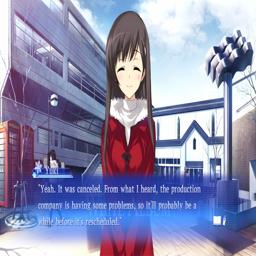 YUKI
"Yeah. It was canceled. From what I heard, the production
company is having some problems, so it'll probably be a
while before it's rescheduled."